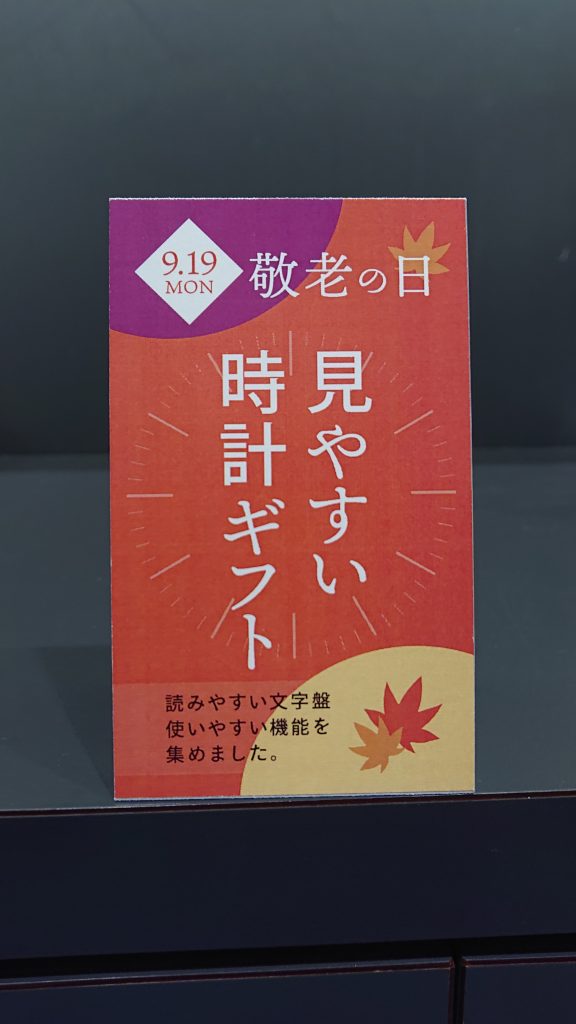 9.19
MON
敬老の日
見やすい
時計ギフト
読みやすい文字盤
使いやすい機能を
集めました。